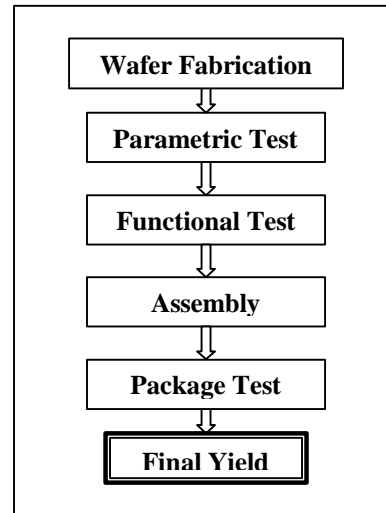 Wafer Fabrication
Parametric Test
Functional Test
Assembly
Package Test
Final Yield